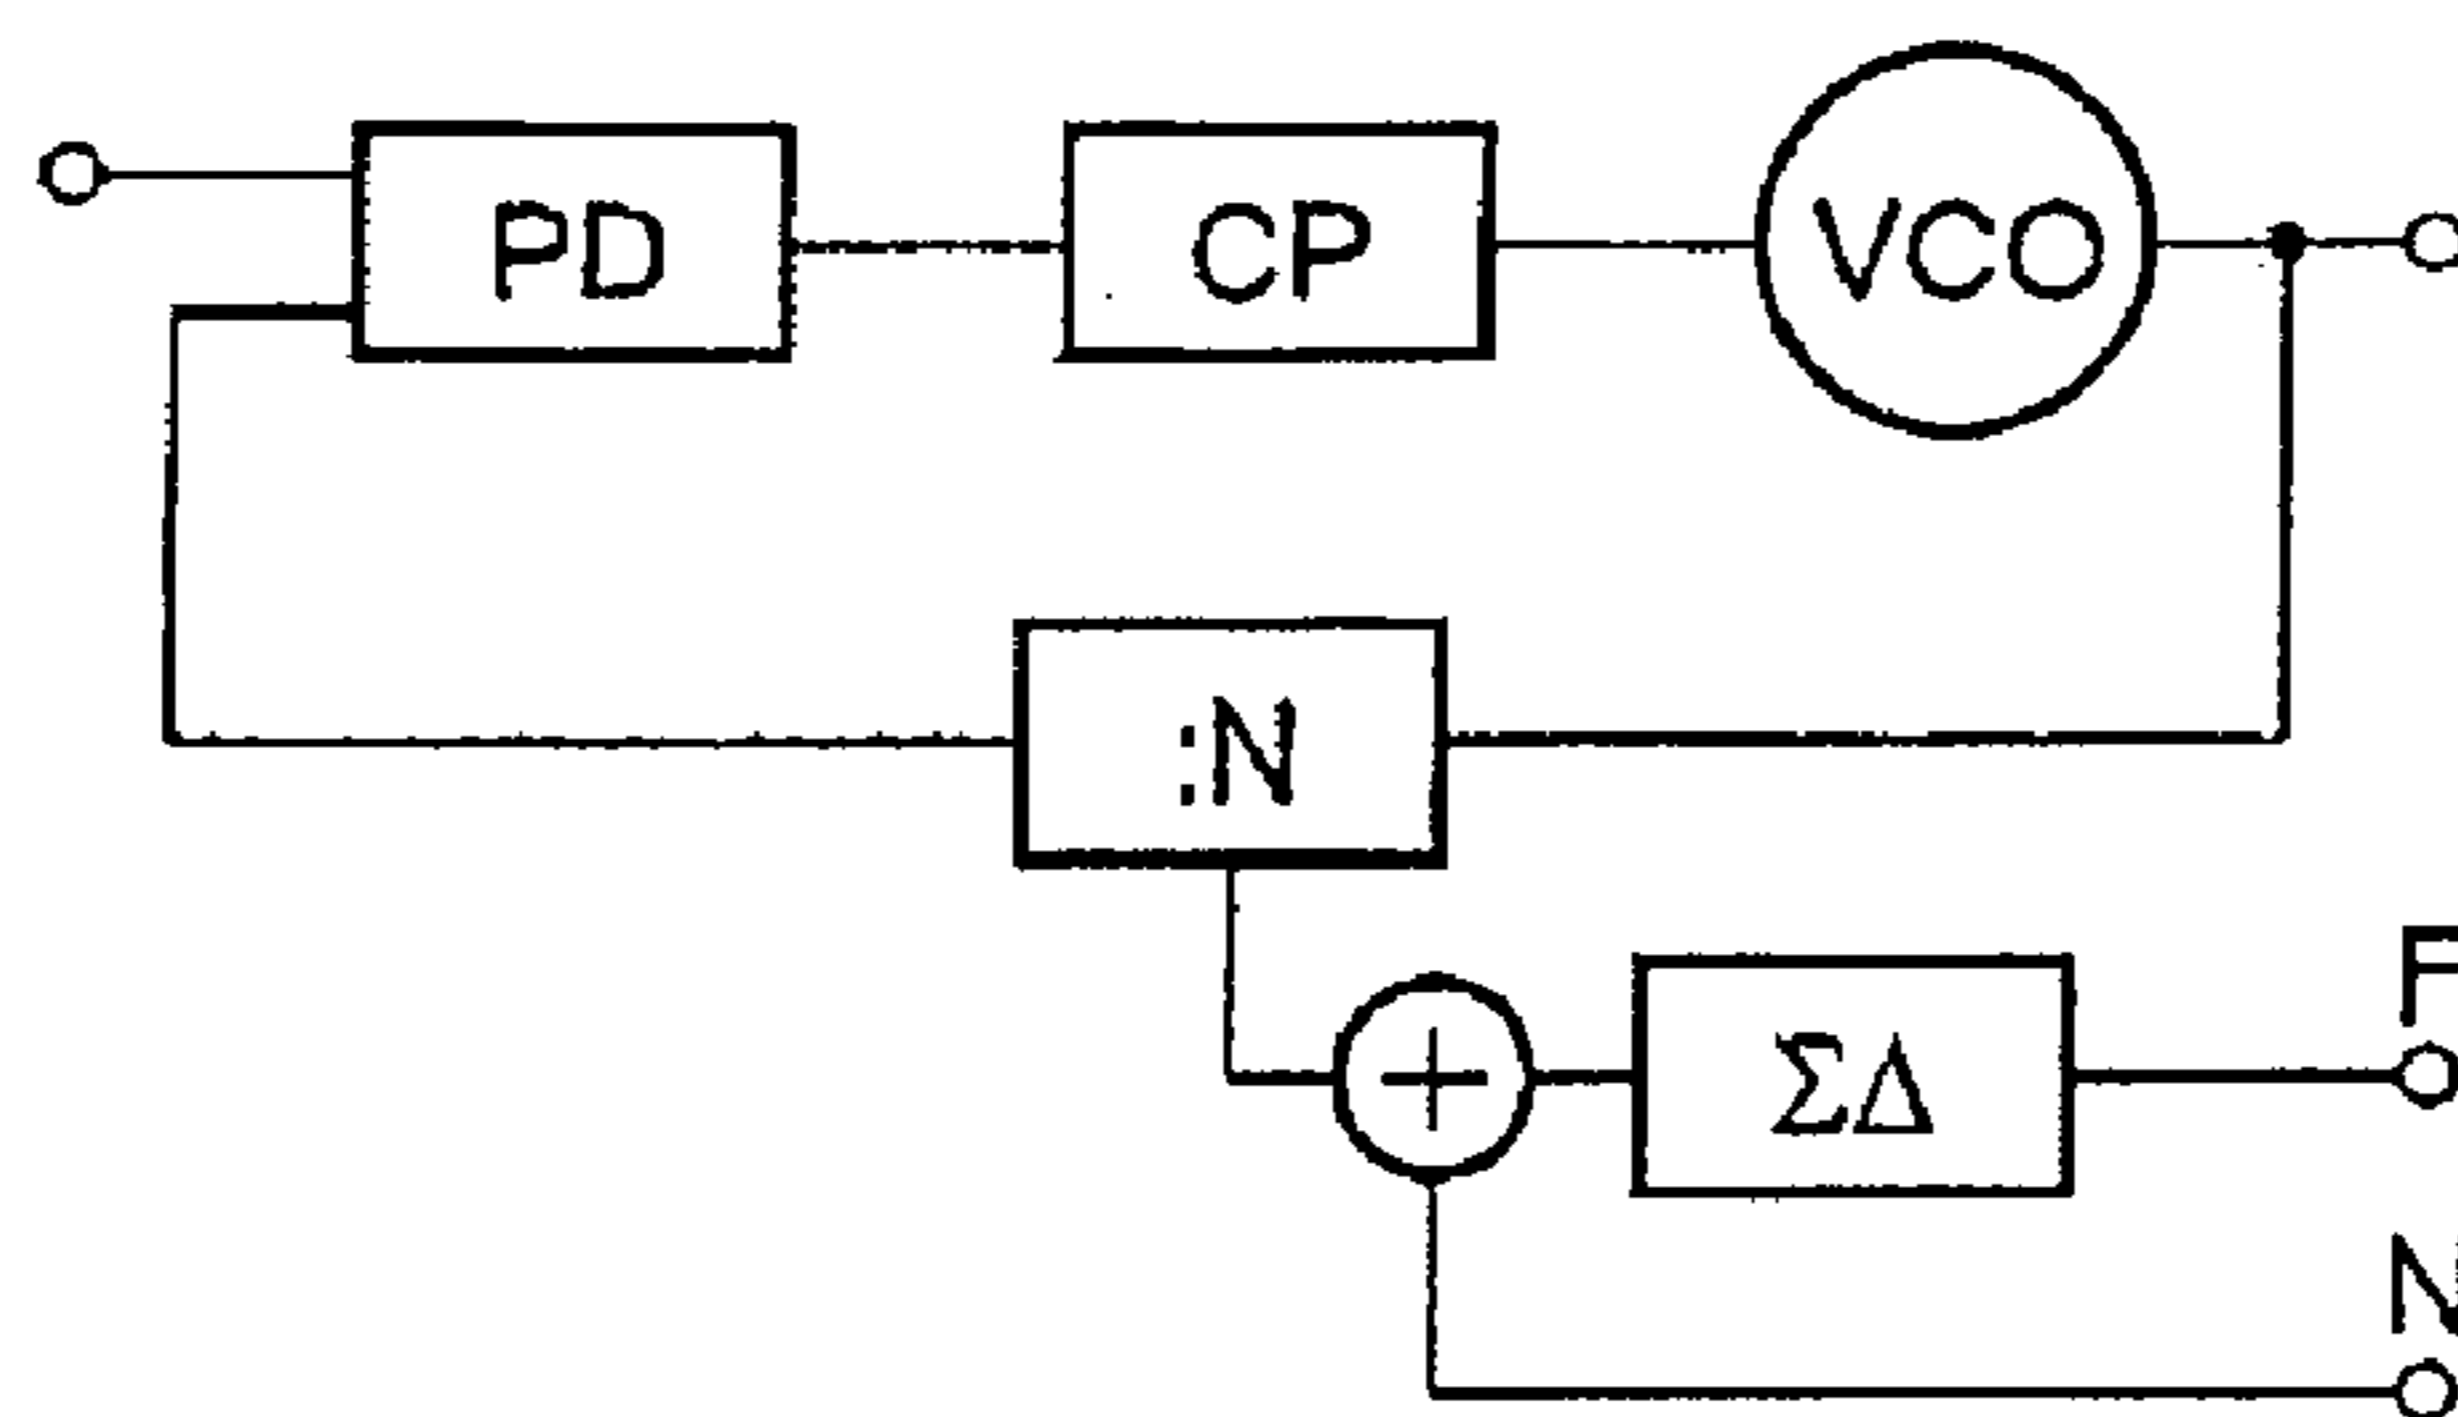 PD CP VCO
:N
F
ΣΔ
N